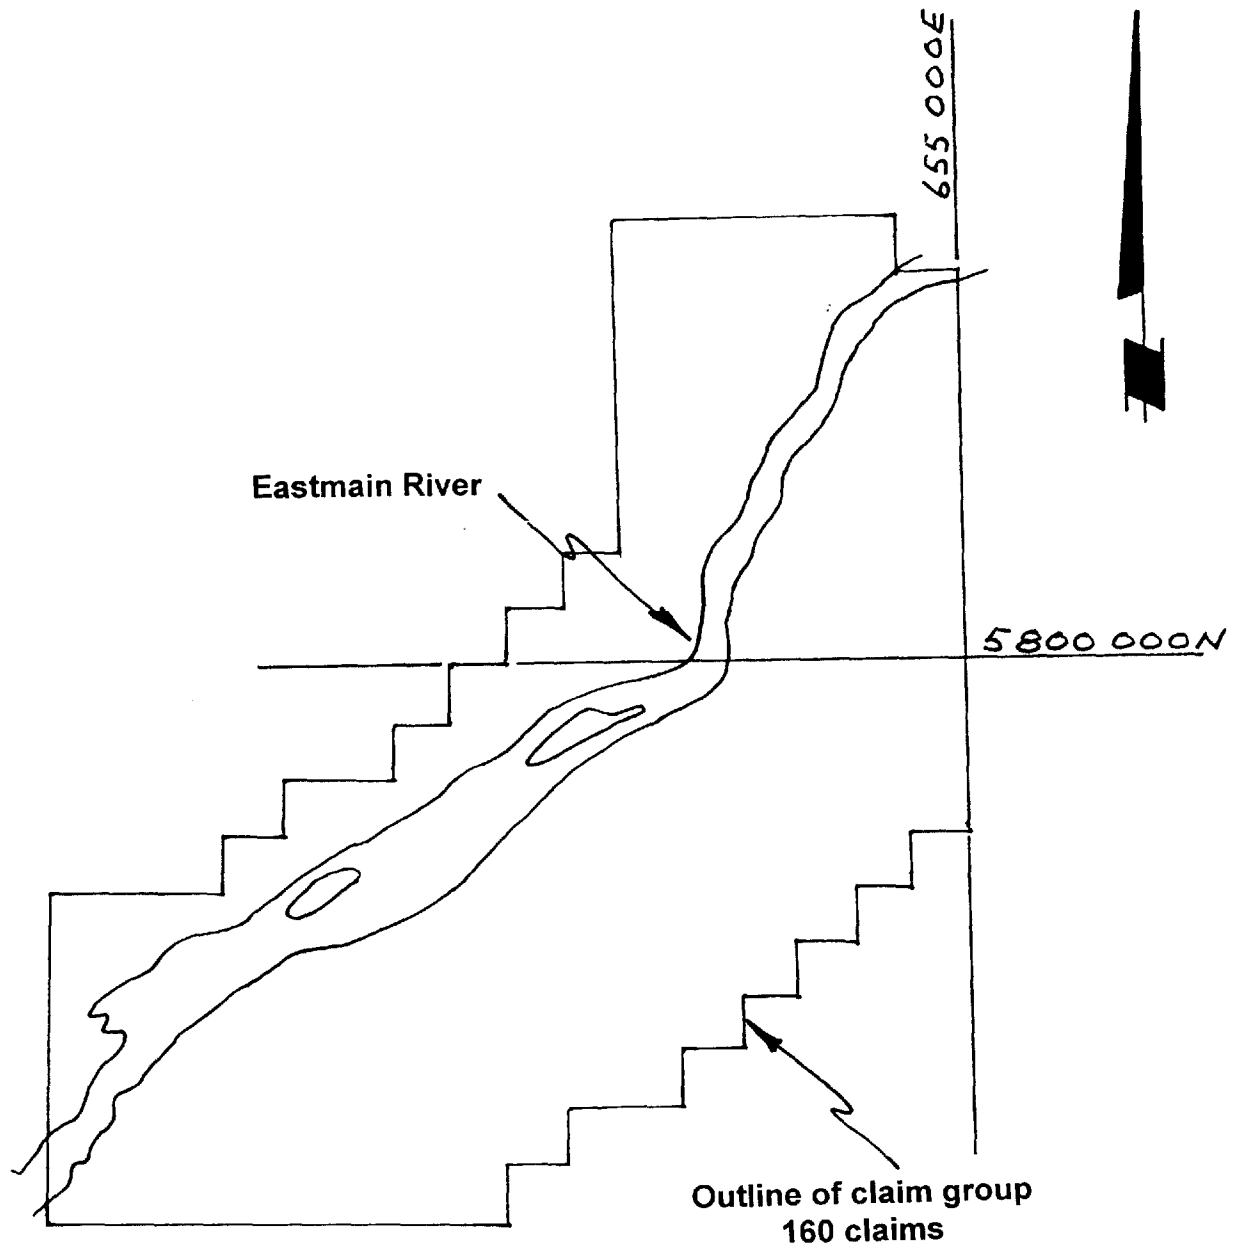 655 000E
Eastmain River
5800 000N
Outline of claim group
160 claims